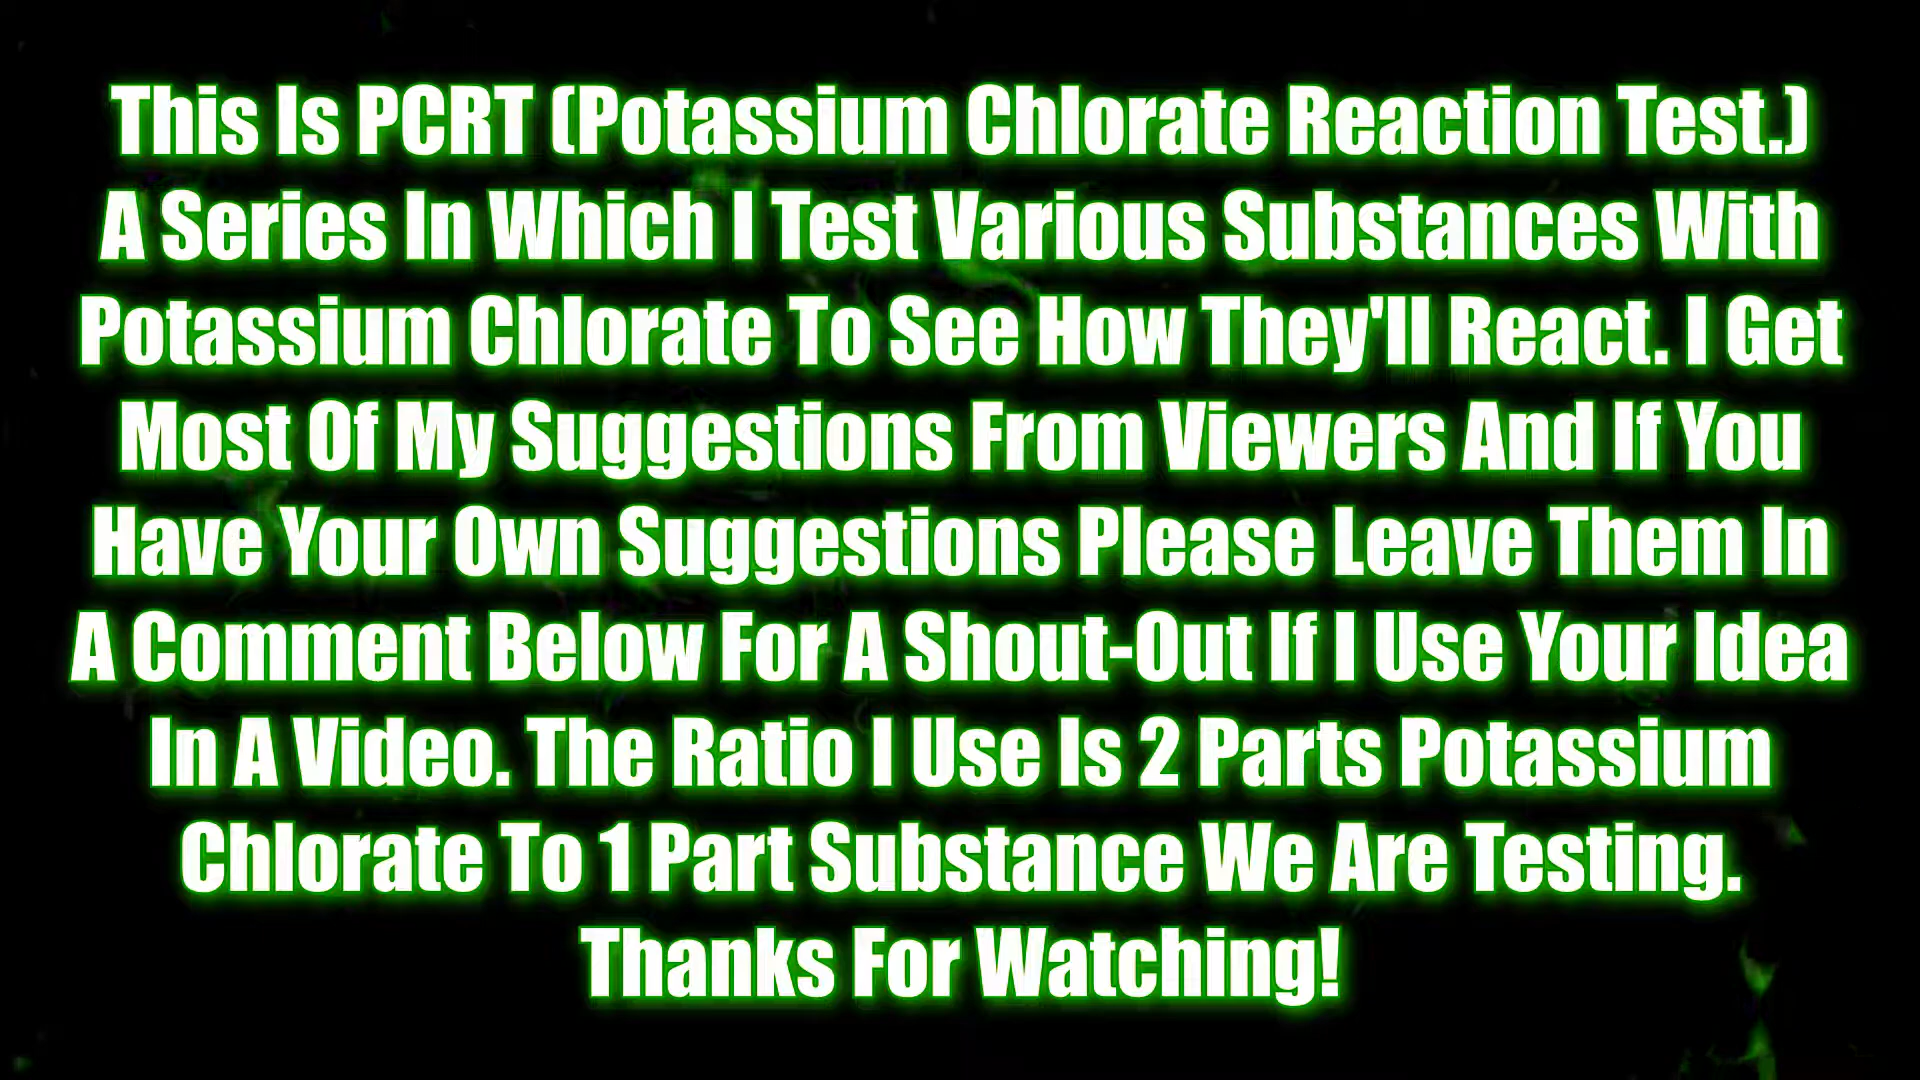 This Is PCRT (Potassium Chlorate Reaction Test.)
A Series In Which I Test Various Substances With
Potassium Chlorate To See How They'll React. I Get
Most Of My Suggestions From Viewers And If You
Have Your Own Suggestions Please Leave Them In
A Comment Below For A Shout-Out If I Use Your Idea
In A Video. The Ratio I Use Is 2 Parts Potassium
Chlorate To 1 Part Substance We Are Testing.
Thanks For Watching!